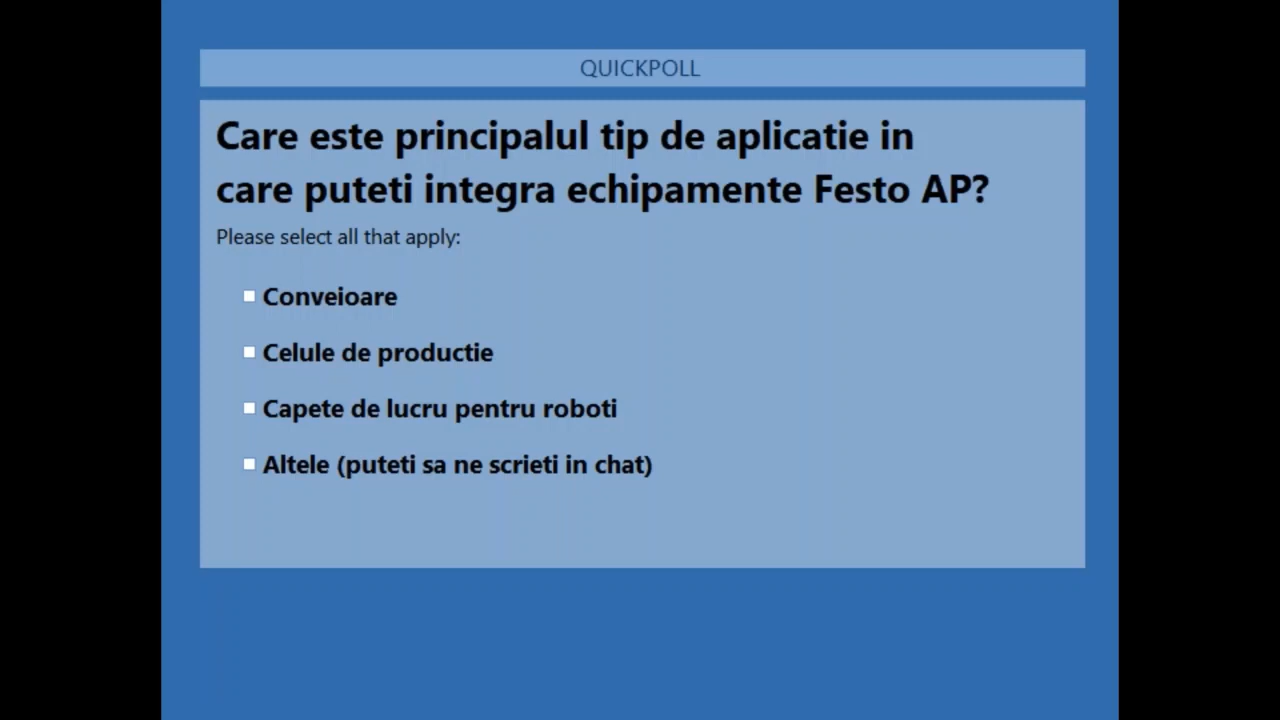 QUICKPOLL
Care este principalul tip de aplicatie in
care puteti integra echipamente Festo AP?
Please select all that apply:
Conveioare
Celule de productie
Capete de lucru pentru roboti
Altele (puteti sa ne scrieti in chat)